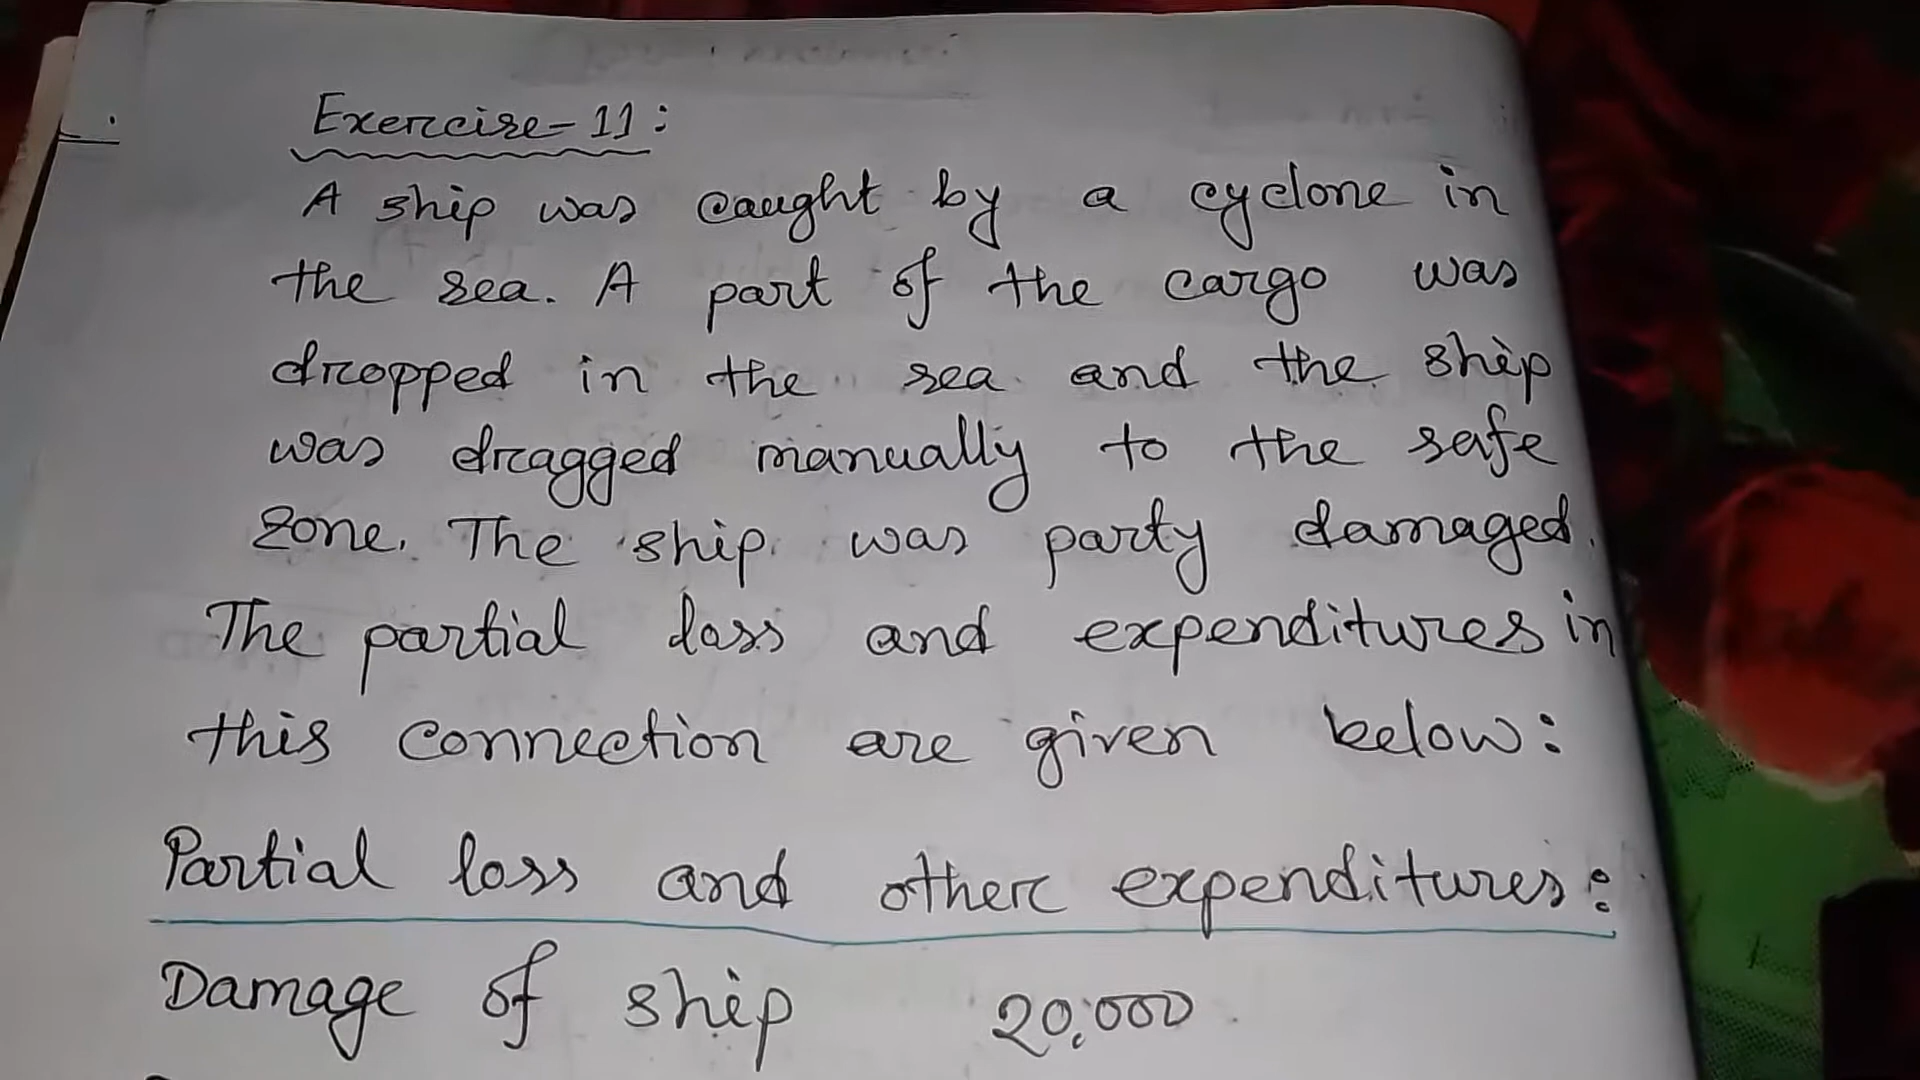 Exercise-11:
A ship was caught by a cyclone in
the sea. A part of the cargo was
dropped in the sea and the ship
was dragged manually to the safe
zone. The ship was party damaged.
The partial loss and expenditures in
this connection are given below:
Partial loss and other expenditures:
Damage of ship 20,000